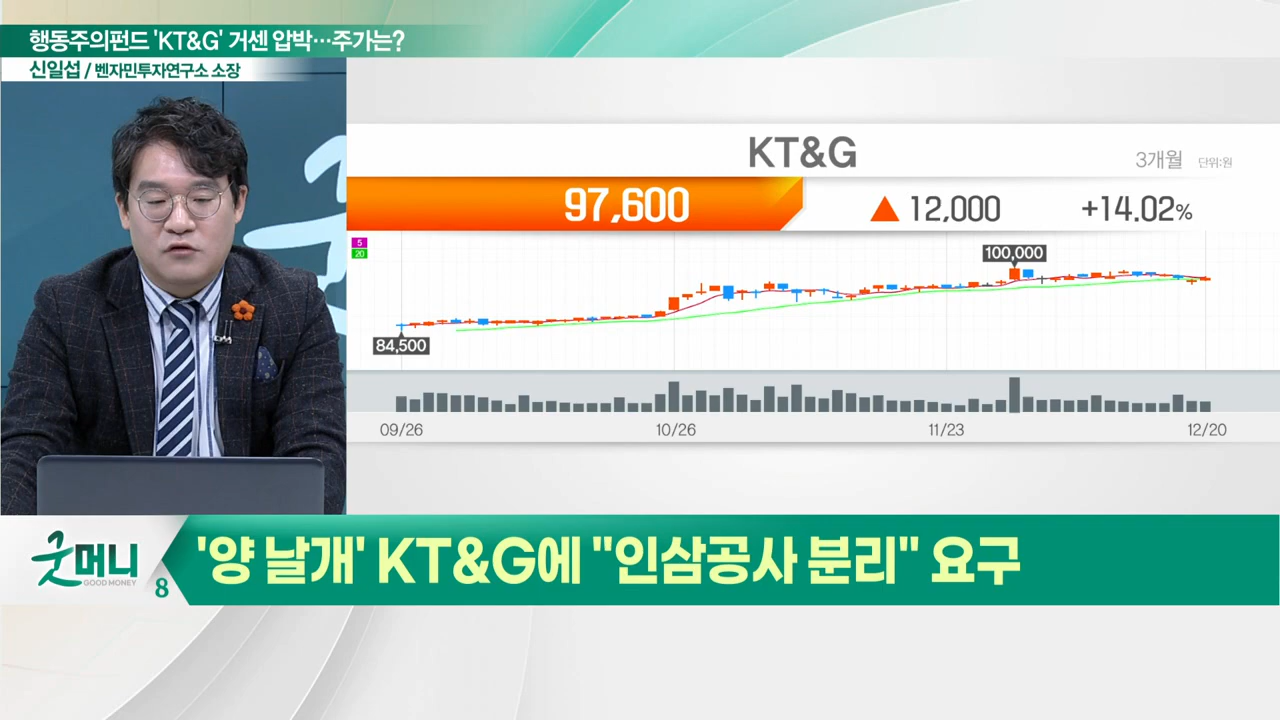 행동주의펀드 'KT&G' 거센 압박…주가는?
신일섭 / 벤자민투자연구소 소장
KT&G
3개월 단위:원
97,600 ▲ 12,000 +14.02%
5
20
100,000
84,500
09/26 10/26 11/23 12/20
굿머니
GOOD MONEY
8
'양 날개' KT&G에 "인삼공사 분리" 요구